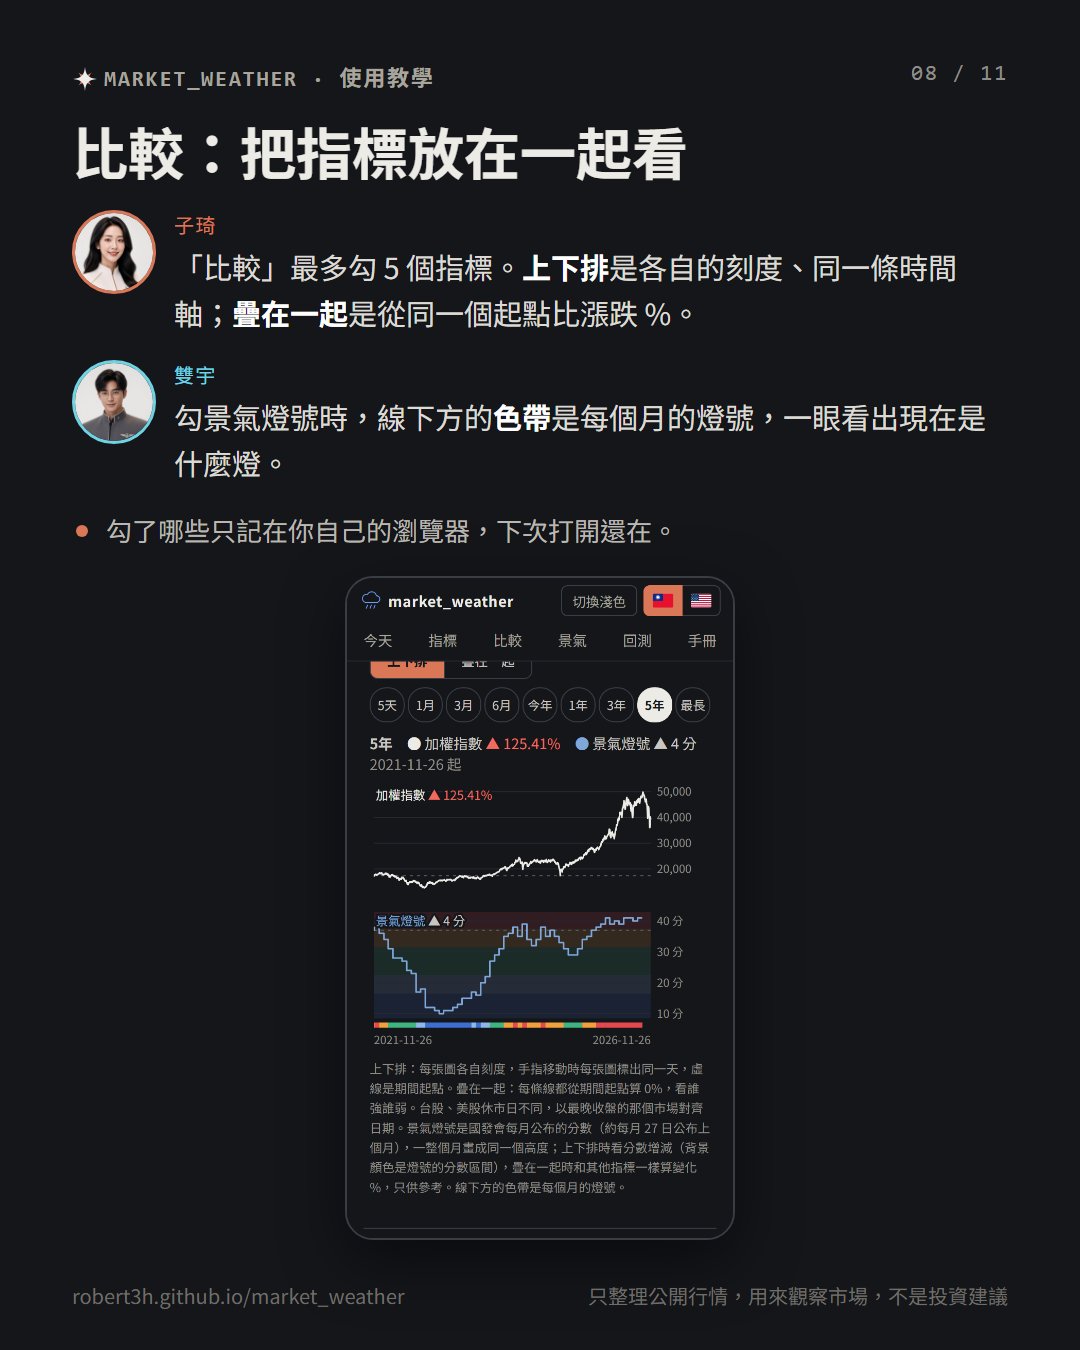 MARKET_WEATHER · 使用教學
08 / 11
比較：把指標放在一起看
子琦
「比較」最多勾 5 個指標。上下排是各自的刻度、同一條時間
軸；疊在一起是從同一個起點比漲跌 %。
雙宇
勾景氣燈號時，線下方的色帶是每個月的燈號，一眼看出現在是
什麼燈。
勾了哪些只記在你自己的瀏覽器，下次打開還在。
market_weather
切換淺色
今天 指標 比較 景氣 回測 手冊
上下排 疊在一起
5天 1月 3月 6月 今年 1年 3年 5年 最長
5年 加權指數 ▲ 125.41% 景氣燈號 ▲ 4 分
2021-11-26 起
加權指數 ▲ 125.41%
50,000
40,000
30,000
20,000
景氣燈號 ▲ 4 分
40 分
30 分
20 分
10 分
2021-11-26 2026-11-26
上下排：每張圖各自刻度，手指移動時每張圖標出同一天，虛
線是期間起點。疊在一起：每條線都從期間起點算 0%，看誰
強誰弱。台股、美股休市日不同，以最晚收盤的那個市場對齊
日期。景氣燈號是國發會每月公布的分數（約每月 27 日公布上
個月），一整個月畫成同一個高度；上下排時看分數增減（背景
顏色是燈號的分數區間），疊在一起時和其他指標一樣算變化
%，只供參考。線下方的色帶是每個月的燈號。
robert3h.github.io/market_weather
只整理公開行情，用來觀察市場，不是投資建議